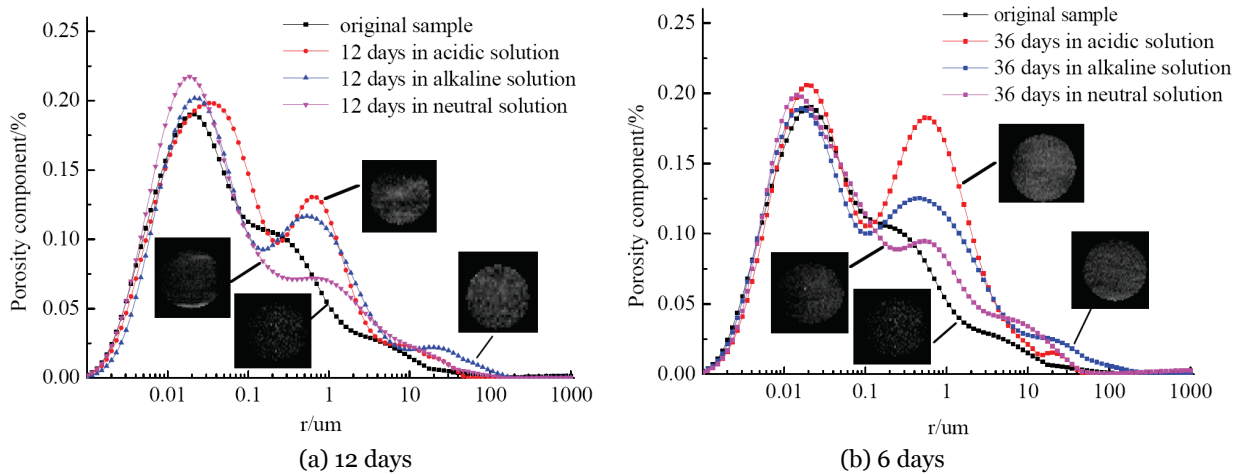 0.25
0.20
0.15
0.10
0.05
0.00
Porosity component/%
original sample
12 days in acidic solution
12 days in alkaline solution
12 days in neutral solution
0.01 0.1 1 10 100 1000
r/um
(a) 12 days
0.25
0.20
0.15
0.10
0.05
0.00
Porosity component/%
original sample
36 days in acidic solution
36 days in alkaline solution
36 days in neutral solution
0.01 0.1 1 10 100 1000
r/um
(b) 6 days